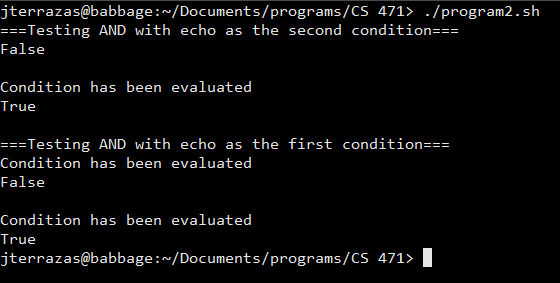 jterrazas@babbage:~/Documents/programs/CS 471> ./program2.sh
===Testing AND with echo as the second condition===
False
Condition has been evaluated
True
===Testing AND with echo as the first condition===
Condition has been evaluated
False
Condition has been evaluated
True
jterrazas@babbage:~/Documents/programs/CS 471>